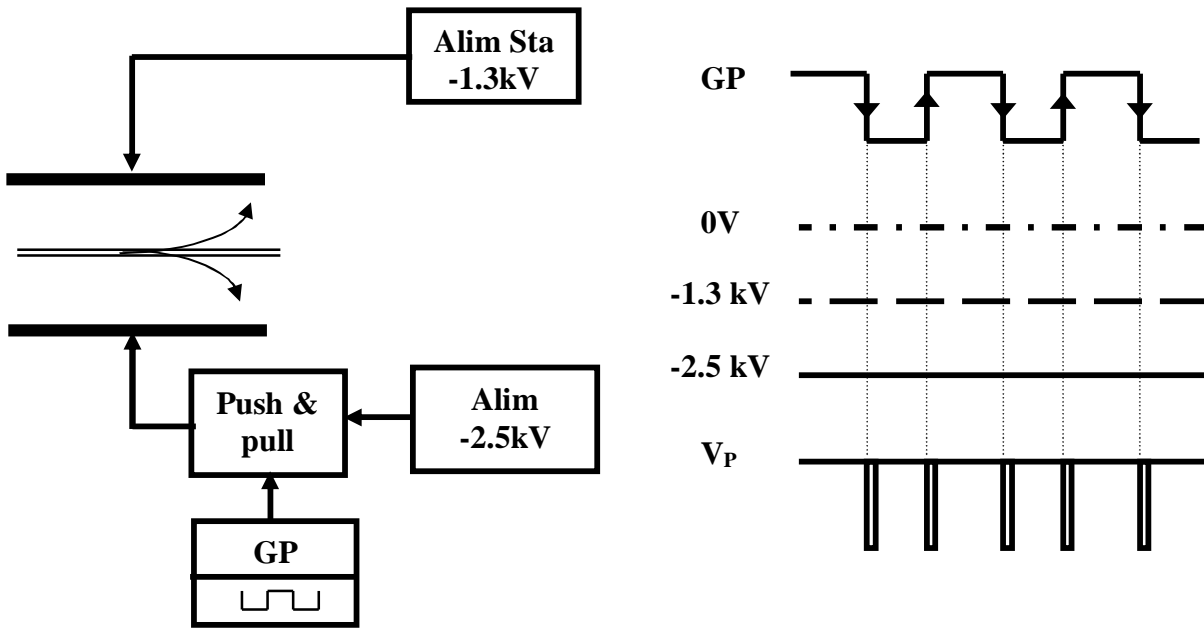 Alim Sta
-1.3kV
Push &
pull
Alim
-2.5kV
GP
GP
0V
-1.3 kV
-2.5 kV
VP